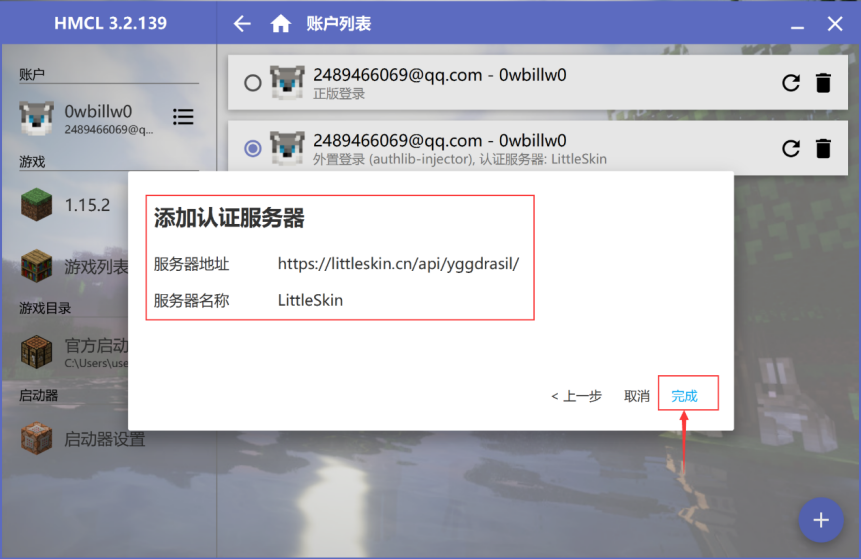 HMCL 3.2.139
账户列表
账户
0wbillw0
2489466069@q...
游戏
1.15.2
游戏列表
游戏目录
官方启动
C:\Users\use
启动器
启动器设置
2489466069@qq.com - 0wbillw0
正版登录
2489466069@qq.com - 0wbillw0
外置登录 (authlib-injector), 认证服务器: LittleSkin
添加认证服务器
服务器地址 https://littleskin.cn/api/yggdrasil/
服务器名称 LittleSkin
< 上一步 取消 完成